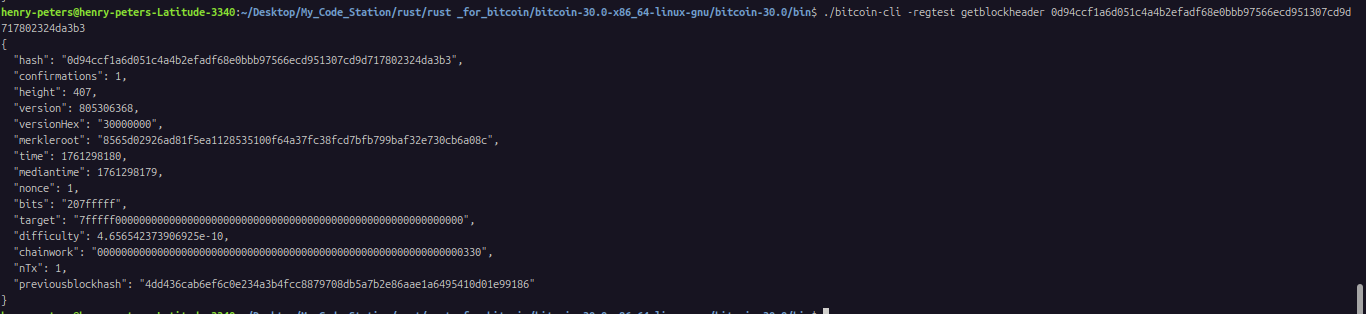 henry-peters@henry-peters-Latitude-3340:~/Desktop/My_Code_Station/rust/rust _for_bitcoin/bitcoin-30.0-x86_64-linux-gnu/bitcoin-30.0/bin$ ./bitcoin-cli -regtest getblockheader 0d94ccf1a6d051c4a4b2efadf68e0bbb97566ecd951307cd9d
717802324da3b3
{
  "hash": "0d94ccf1a6d051c4a4b2efadf68e0bbb97566ecd951307cd9d717802324da3b3",
  "confirmations": 1,
  "height": 407,
  "version": 805306368,
  "versionHex": "30000000",
  "merkleroot": "8565d02926ad81f5ea1128535100f64a37fc38fcd7bfb799baf32e730cb6a08c",
  "time": 1761298180,
  "mediantime": 1761298179,
  "nonce": 1,
  "bits": "207fffff",
  "target": "7fffff0000000000000000000000000000000000000000000000000000000000",
  "difficulty": 4.656542373906925e-10,
  "chainwork": "0000000000000000000000000000000000000000000000000000000000000330",
  "nTx": 1,
  "previousblockhash": "4dd436cab6ef6c0e234a3b4fcc8879708db5a7b2e86aae1a6495410d01e99186"
}